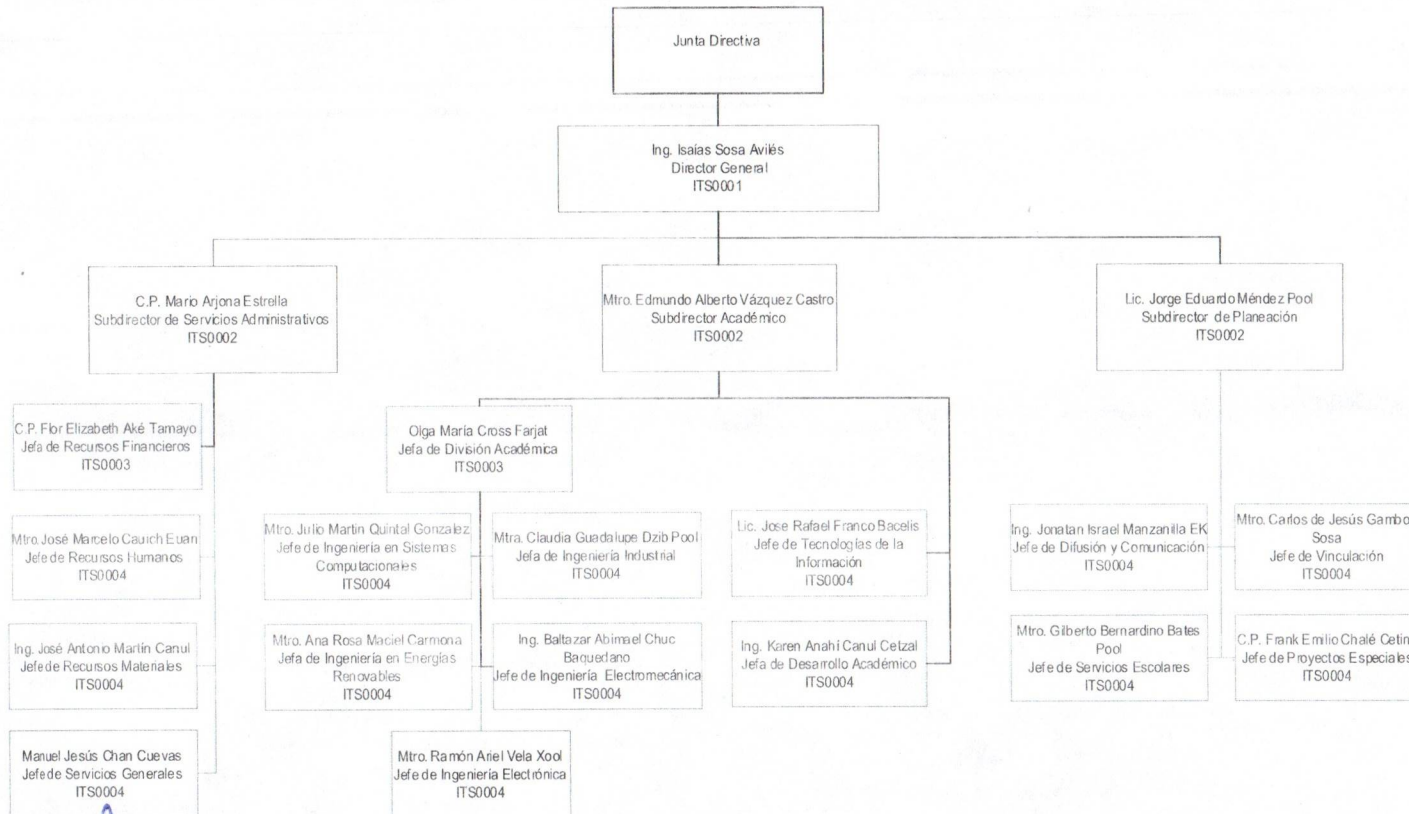 Junta Directiva
Ing. Isaías Sosa Avilés
Director General
ITS0001
C.P. Mario Arjona Estrella
Subdirector de Servicios Administrativos
ITS0002
Mtro. Edmundo Alberto Vázquez Castro
Subdirector Académico
ITS0002
Lic. Jorge Eduardo Méndez Pool
Subdirector de Planeación
ITS0002
C.P. Flor Elizabeth Aké Tamayo
Jefa de Recursos Financieros
ITS0003
Olga María Cross Farjat
Jefa de División Académica
ITS0003
Mtro. José Marcelo Cauich Euan
Jefe de Recursos Humanos
ITS0004
Mtro. Julio Martin Quintal Gonzalez
Jefe de Ingeniería en Sistemas
Computacionales
ITS0004
Mtra. Claudia Guadalupe Dzib Pool
Jefa de Ingeniería Industrial
ITS0004
Lic. Jose Rafael Franco Bacelis
Jefe de Tecnologías de la
Información
ITS0004
Ing. Jonatan Israel Manzanilla EK
Jefe de Difusión y Comunicación
ITS0004
Mtro. Carlos de Jesús Gambo
Sosa
Jefe de Vinculación
ITS0004
Ing. José Antonio Martín Canul
Jefe de Recursos Materiales
ITS0004
Mtro. Ana Rosa Maciel Carmona
Jefa de Ingeniería en Energías
Renovables
ITS0004
Ing. Baltazar Abimael Chuc
Baquedano
Jefe de Ingeniería Electromecánica
ITS0004
Ing. Karen Anahí Canul Cetzal
Jefa de Desarrollo Académico
ITS0004
Mtro. Gilberto Bernardino Bates
Pool
Jefe de Servicios Escolares
ITS0004
C.P. Frank Emilio Chalé Cetin
Jefe de Proyectos Especiales
ITS0004
Manuel Jesús Chan Cuevas
Jefe de Servicios Generales
ITS0004
Mtro. Ramón Ariel Vela Xool
Jefe de Ingeniería Electrónica
ITS0004